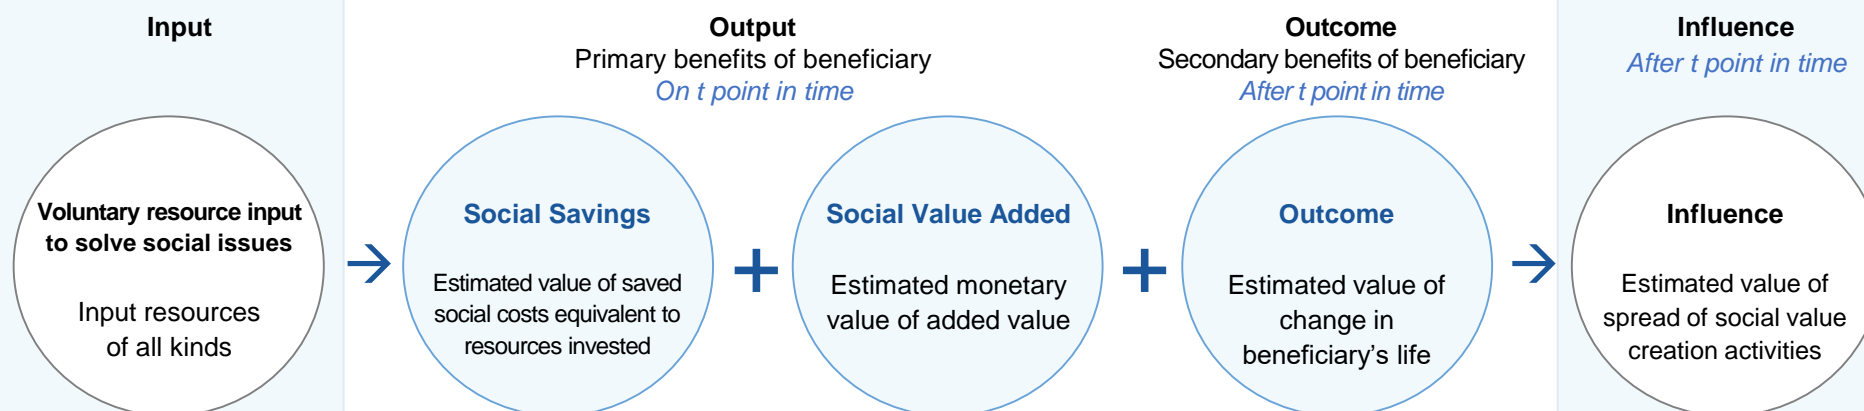 Input
Voluntary resource input
to solve social issues
Input resources
of all kinds
Output
Primary benefits of beneficiary
On t point in time
Social Savings
Estimated value of saved
social costs equivalent to
resources invested
+
Social Value Added
Estimated monetary
value of added value
+
Outcome
Secondary benefits of beneficiary
After t point in time
Outcome
Estimated value of
change in
beneficiary’s life
Influence
After t point in time
Influence
Estimated value of
spread of social value
creation activities